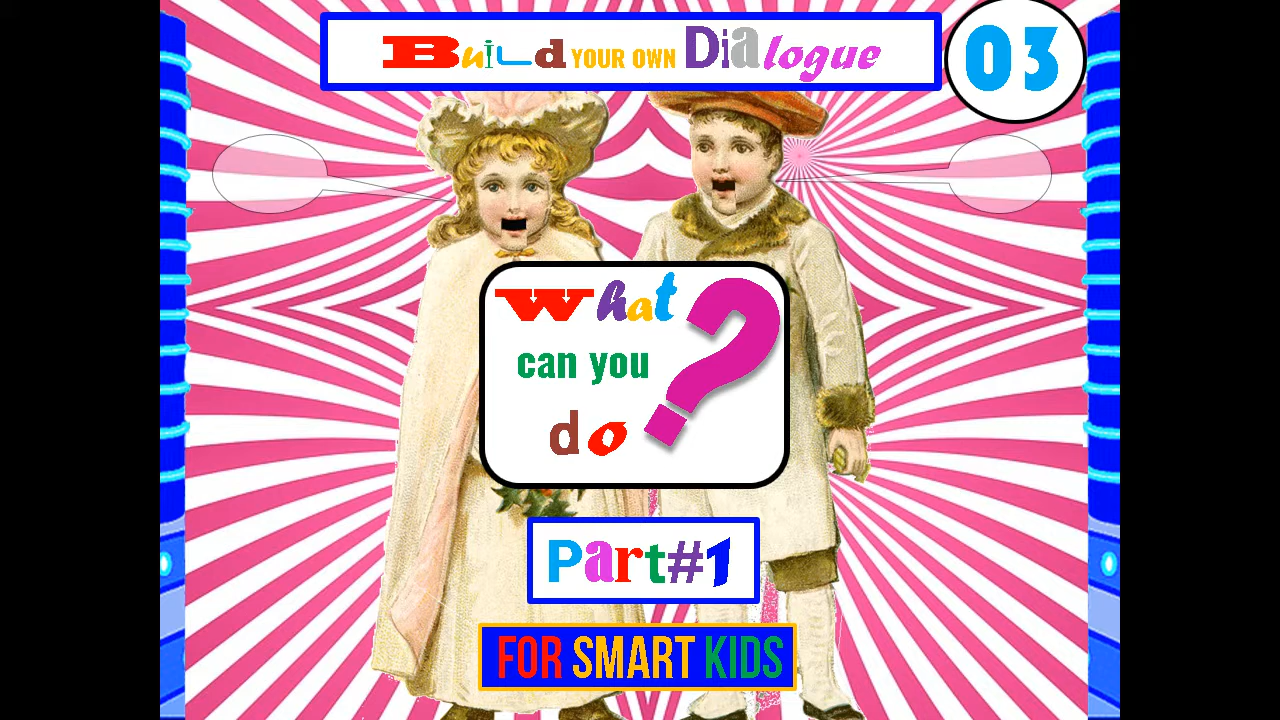 BuiLd YOUR OWN Dialogue
03
What
can you
do ?
Part#1
FOR SMART KIDS